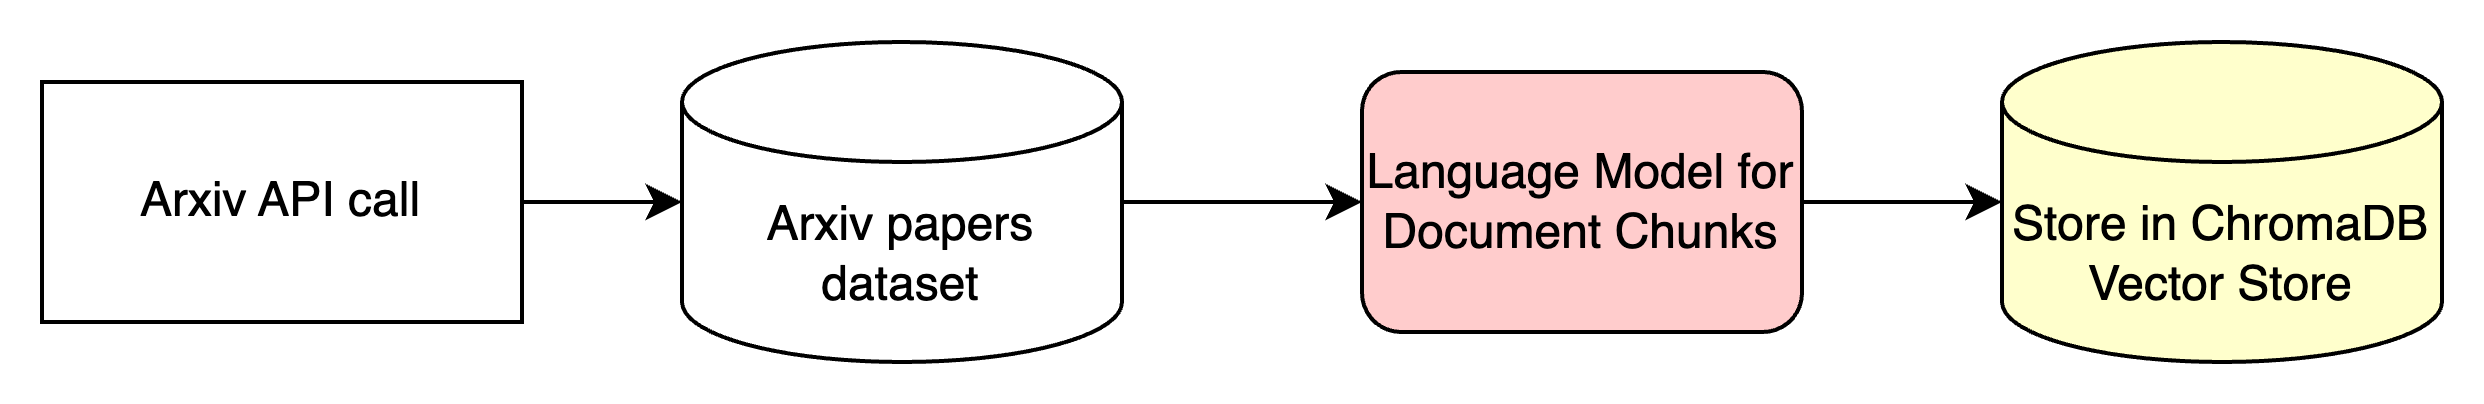 Arxiv API call
Arxiv papers
dataset
Language Model for
Document Chunks
Store in ChromaDB
Vector Store